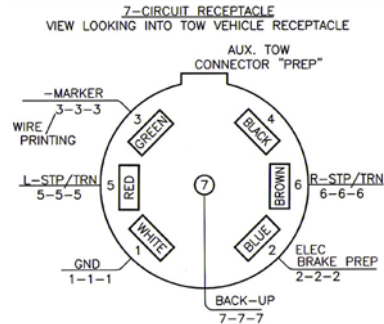 7-CIRCUIT RECEPTACLE
VIEW LOOKING INTO TOW VEHICLE RECEPTACLE
AUX. TOW
CONNECTOR "PREP"
-MARKER
3-3-3
WIRE
PRINTING
3
GREEN
4
BLACK
L-STP/TRN
5-5-5
5
RED
7
BROWN
6
R-STP/TRN
6-6-6
WHITE
1
BLUE
2
GND
1-1-1
ELEC
BRAKE PREP
2-2-2
BACK-UP
7-7-7